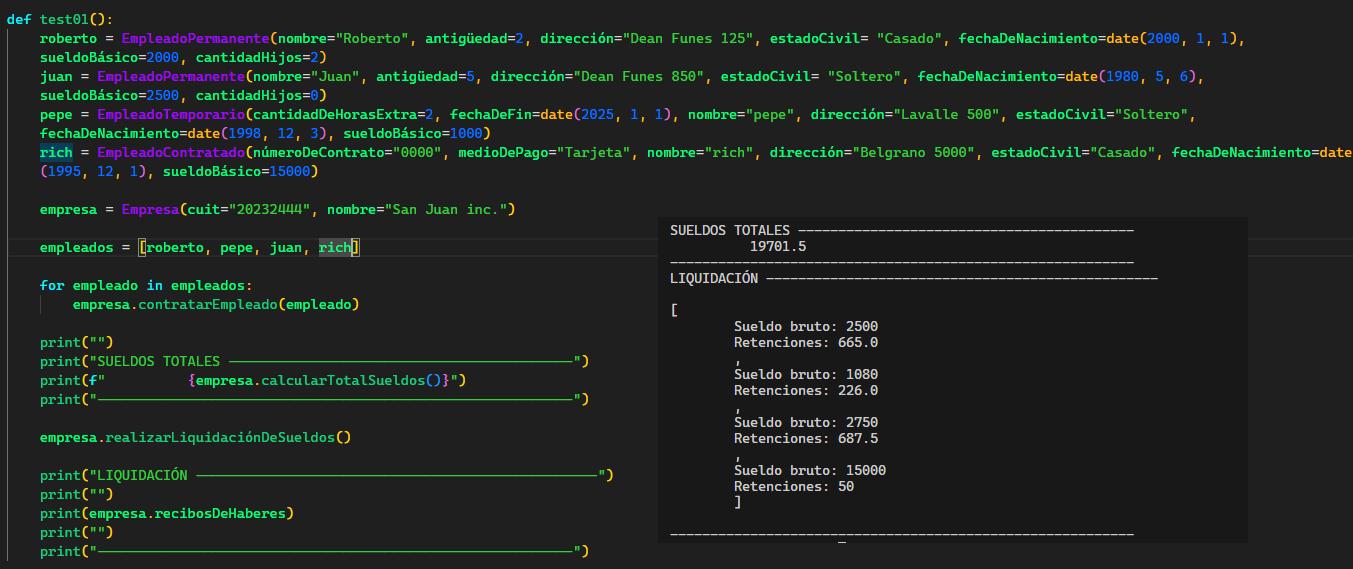 def test01():
    roberto = EmpleadoPermanente(nombre="Roberto", antigüedad=2, dirección="Dean Funes 125", estadoCivil= "Casado", fechaDeNacimiento=date(2000, 1, 1),
    sueldoBásico=2000, cantidadHijos=2)
    juan = EmpleadoPermanente(nombre="Juan", antigüedad=5, dirección="Dean Funes 850", estadoCivil= "Soltero", fechaDeNacimiento=date(1980, 5, 6),
    sueldoBásico=2500, cantidadHijos=0)
    pepe = EmpleadoTemporario(cantidadDeHorasExtra=2, fechaDeFin=date(2025, 1, 1), nombre="pepe", dirección="Lavalle 500", estadoCivil="Soltero",
    fechaDeNacimiento=date(1998, 12, 3), sueldoBásico=1000)
    rich = EmpleadoContratado(númeroDeContrato="0000", medioDePago="Tarjeta", nombre="rich", dirección="Belgrano 5000", estadoCivil="Casado", fechaDeNacimiento=date
    (1995, 12, 1), sueldoBásico=15000)
    empresa = Empresa(cuit="20232444", nombre="San Juan inc.")
    empleados = [roberto, pepe, juan, rich]
    for empleado in empleados:
        empresa.contratarEmpleado(empleado)
    print("")
    print("SUELDOS TOTALES -------------------------------------------")
    print(f"          {empresa.calcularTotalSueldos()}")
    print("-----------------------------------------------------------")
    empresa.realizarLiquidaciónDeSueldos()
    print("LIQUIDACIÓN --------------------------------------------------")
    print("")
    print(empresa.recibosDeHaberes)
    print("")
    print("-----------------------------------------------------------")
SUELDOS TOTALES ------------------------------------------
          19701.5
----------------------------------------------------------
LIQUIDACIÓN -------------------------------------------------
[
        Sueldo bruto: 2500
        Retenciones: 665.0
        ,
        Sueldo bruto: 1080
        Retenciones: 226.0
        ,
        Sueldo bruto: 2750
        Retenciones: 687.5
        ,
        Sueldo bruto: 15000
        Retenciones: 50
        ]
----------------------------------------------------------